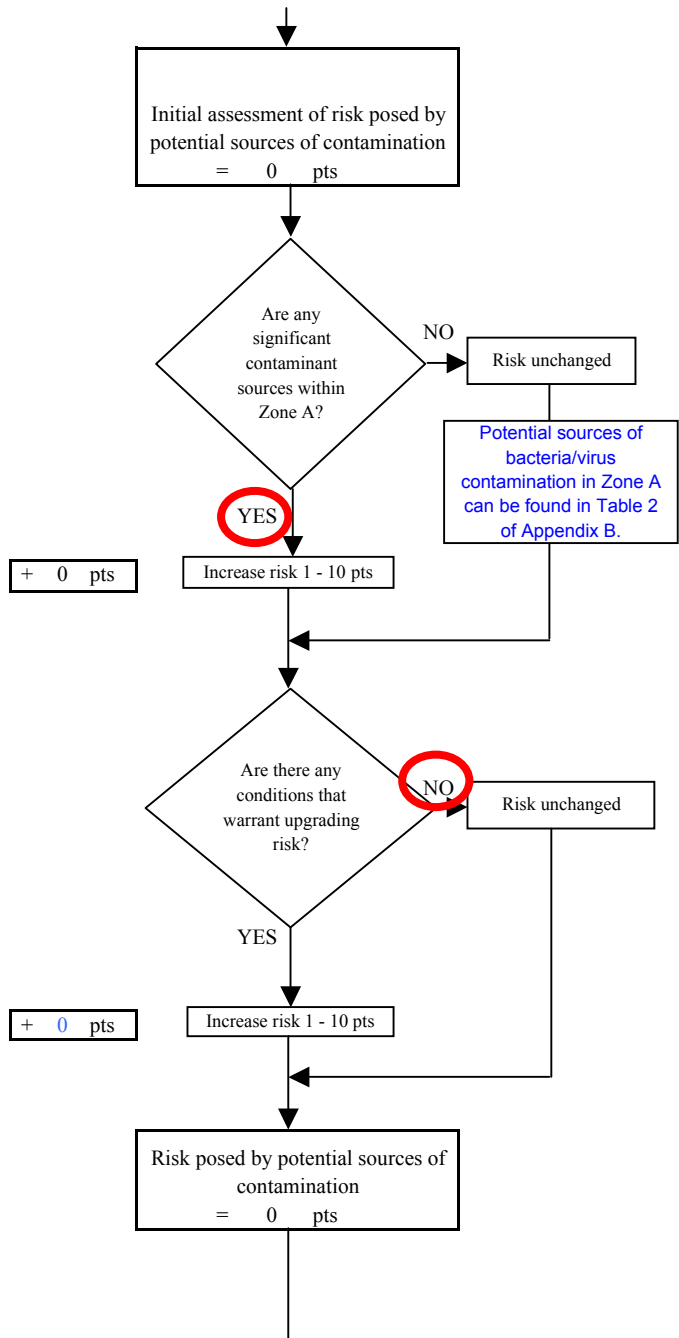 Initial assessment of risk posed by
potential sources of contamination
= 0 pts
Are any
significant
contaminant
sources within
Zone A?
NO
Risk unchanged
Potential sources of
bacteria/virus
contamination in Zone A
can be found in Table 2
of Appendix B.
YES
+ 0 pts
Increase risk 1 - 10 pts
Are there any
conditions that
warrant upgrading
risk?
NO
Risk unchanged
YES
+ 0 pts
Increase risk 1 - 10 pts
Risk posed by potential sources of
contamination
= 0 pts